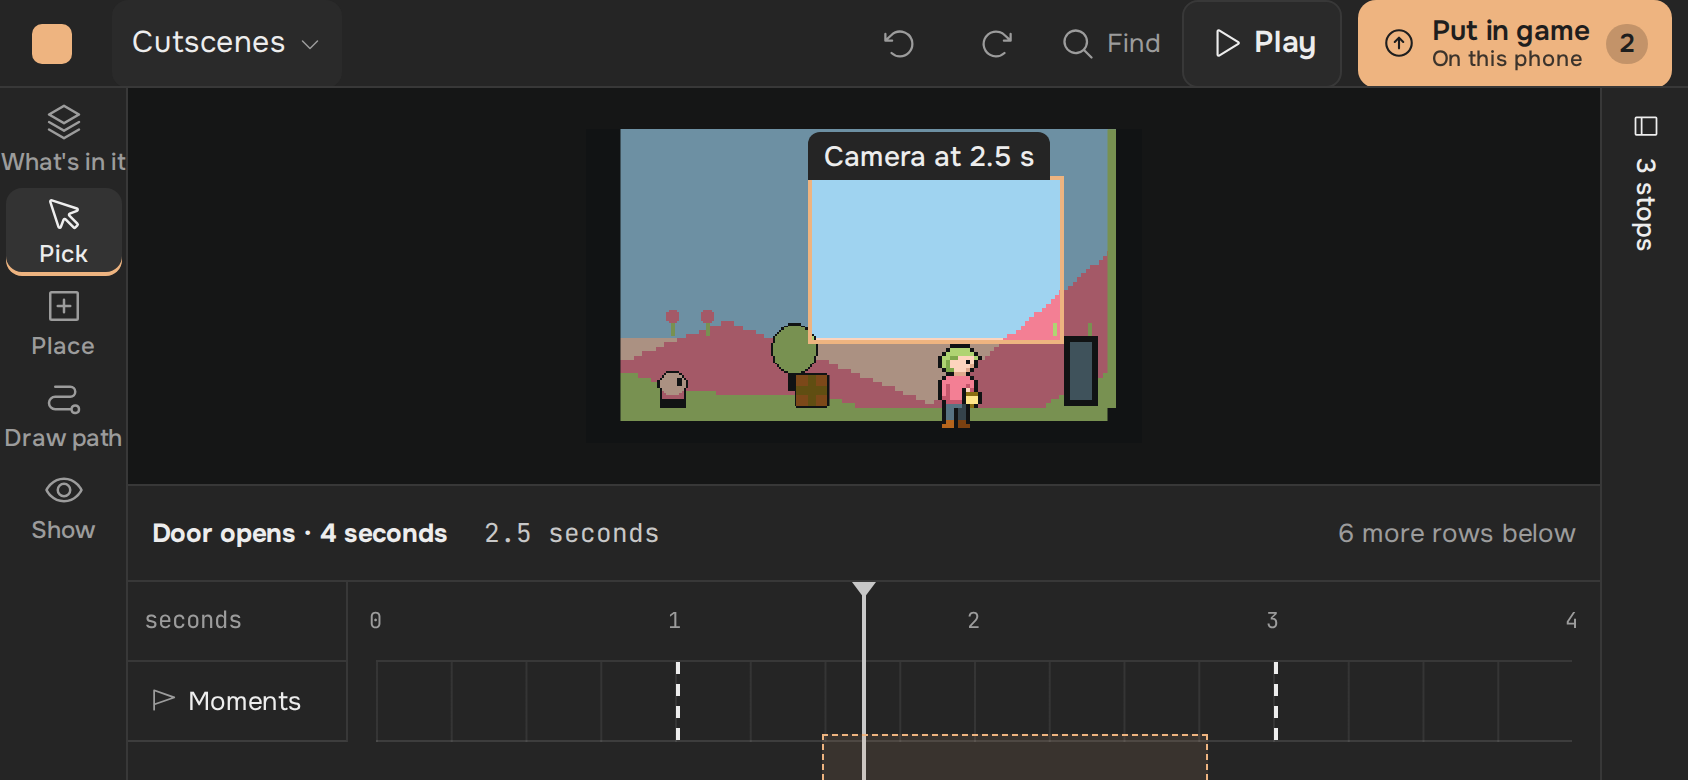 Cutscenes
Find
Play
Put in game
On this phone
2
What's in it
Pick
Place
Draw path
Show
Camera at 2.5 s
3 stops
Door opens · 4 seconds
2.5 seconds
6 more rows below
seconds
0
1
2
3
4
Moments